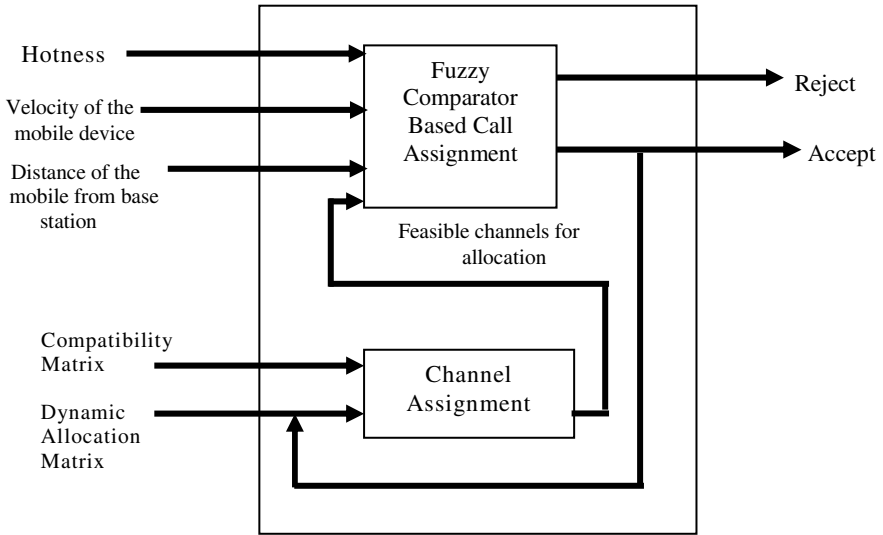 Hotness
Velocity of the
mobile device
Distance of the
mobile from base
station
Fuzzy
Comparator
Based Call
Assignment
Reject
Accept
Feasible channels for
allocation
Compatibility
Matrix
Dynamic
Allocation
Matrix
Channel
Assignment